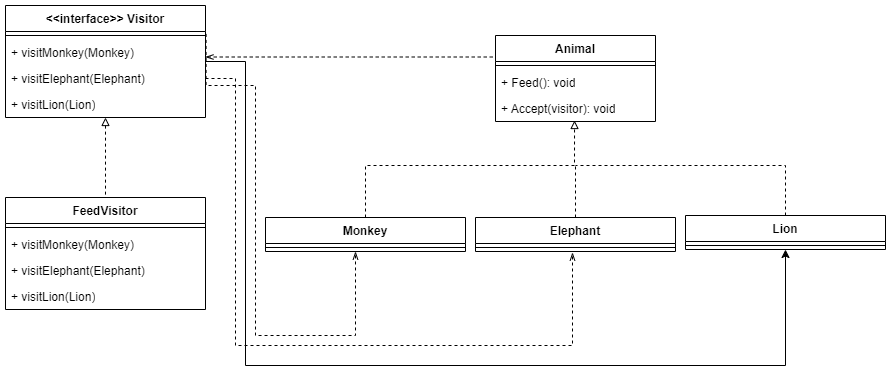 <<interface>> Visitor
+ visitMonkey(Monkey)
+ visitElephant(Elephant)
+ visitLion(Lion)
Animal
+ Feed(): void
+ Accept(visitor): void
FeedVisitor
+ visitMonkey(Monkey)
+ visitElephant(Elephant)
+ visitLion(Lion)
Monkey
Elephant
Lion